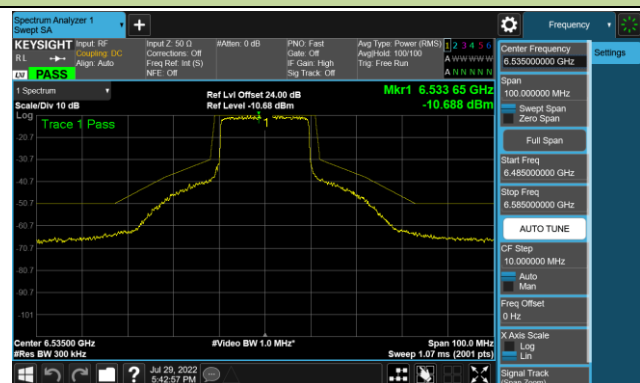 Spectrum Analyzer 1
Swept SA
+
Frequency
KEYSIGHT Input: RF
RL
Coupling: DC
Align: Auto
LXI PASS
Input Z: 50 Ω
Corrections: Off
Freq Ref: Int (S)
NFE: Off
#Atten: 0 dB
PNO: Fast
Gate: Off
IF Gain: High
Sig Track: Off
Avg Type: Power (RMS)
Avg|Hold: 100/100
Trig: Free Run
1 2 3 4 5 6
A W W W W W
A N N N N N
1 Spectrum
Scale/Div 10 dB
Ref Lvl Offset 24.00 dB
Ref Level -10.68 dBm
Mkr1 6.533 65 GHz
-10.688 dBm
Log
Trace 1 Pass
1
-20.7
-30.7
-40.7
-50.7
-60.7
-70.7
-80.7
-90.7
-101
Center 6.53500 GHz
#Res BW 300 kHz
#Video BW 1.0 MHz*
Span 100.0 MHz
Sweep 1.07 ms (2001 pts)
Jul 29, 2022
5:42:57 PM
Center Frequency
6.535000000 GHz
Span
100.000000 MHz
Swept Span
Zero Span
Full Span
Start Freq
6.485000000 GHz
Stop Freq
6.585000000 GHz
AUTO TUNE
CF Step
10.000000 MHz
Auto
Man
Freq Offset
0 Hz
X Axis Scale
Log
Lin
Signal Track
(Span Zoom)
Settings